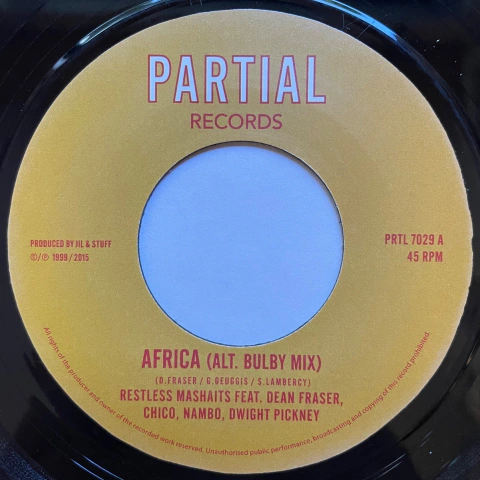 PARTIAL
RECORDS
PRODUCED BY JIL & STUFF
©/℗ 1999/2015
PRTL 7029 A
45 RPM
AFRICA (ALT. BULBY MIX)
(D.FRASER / G.GEUGGIS / S.LAMBERCY)
RESTLESS MASHAITS FEAT. DEAN FRASER,
CHICO, NAMBO, DWIGHT PICKNEY
All rights of the producer and owner of the recorded work reserved. Unauthorised public performance, broadcasting and copying of this record prohibited.